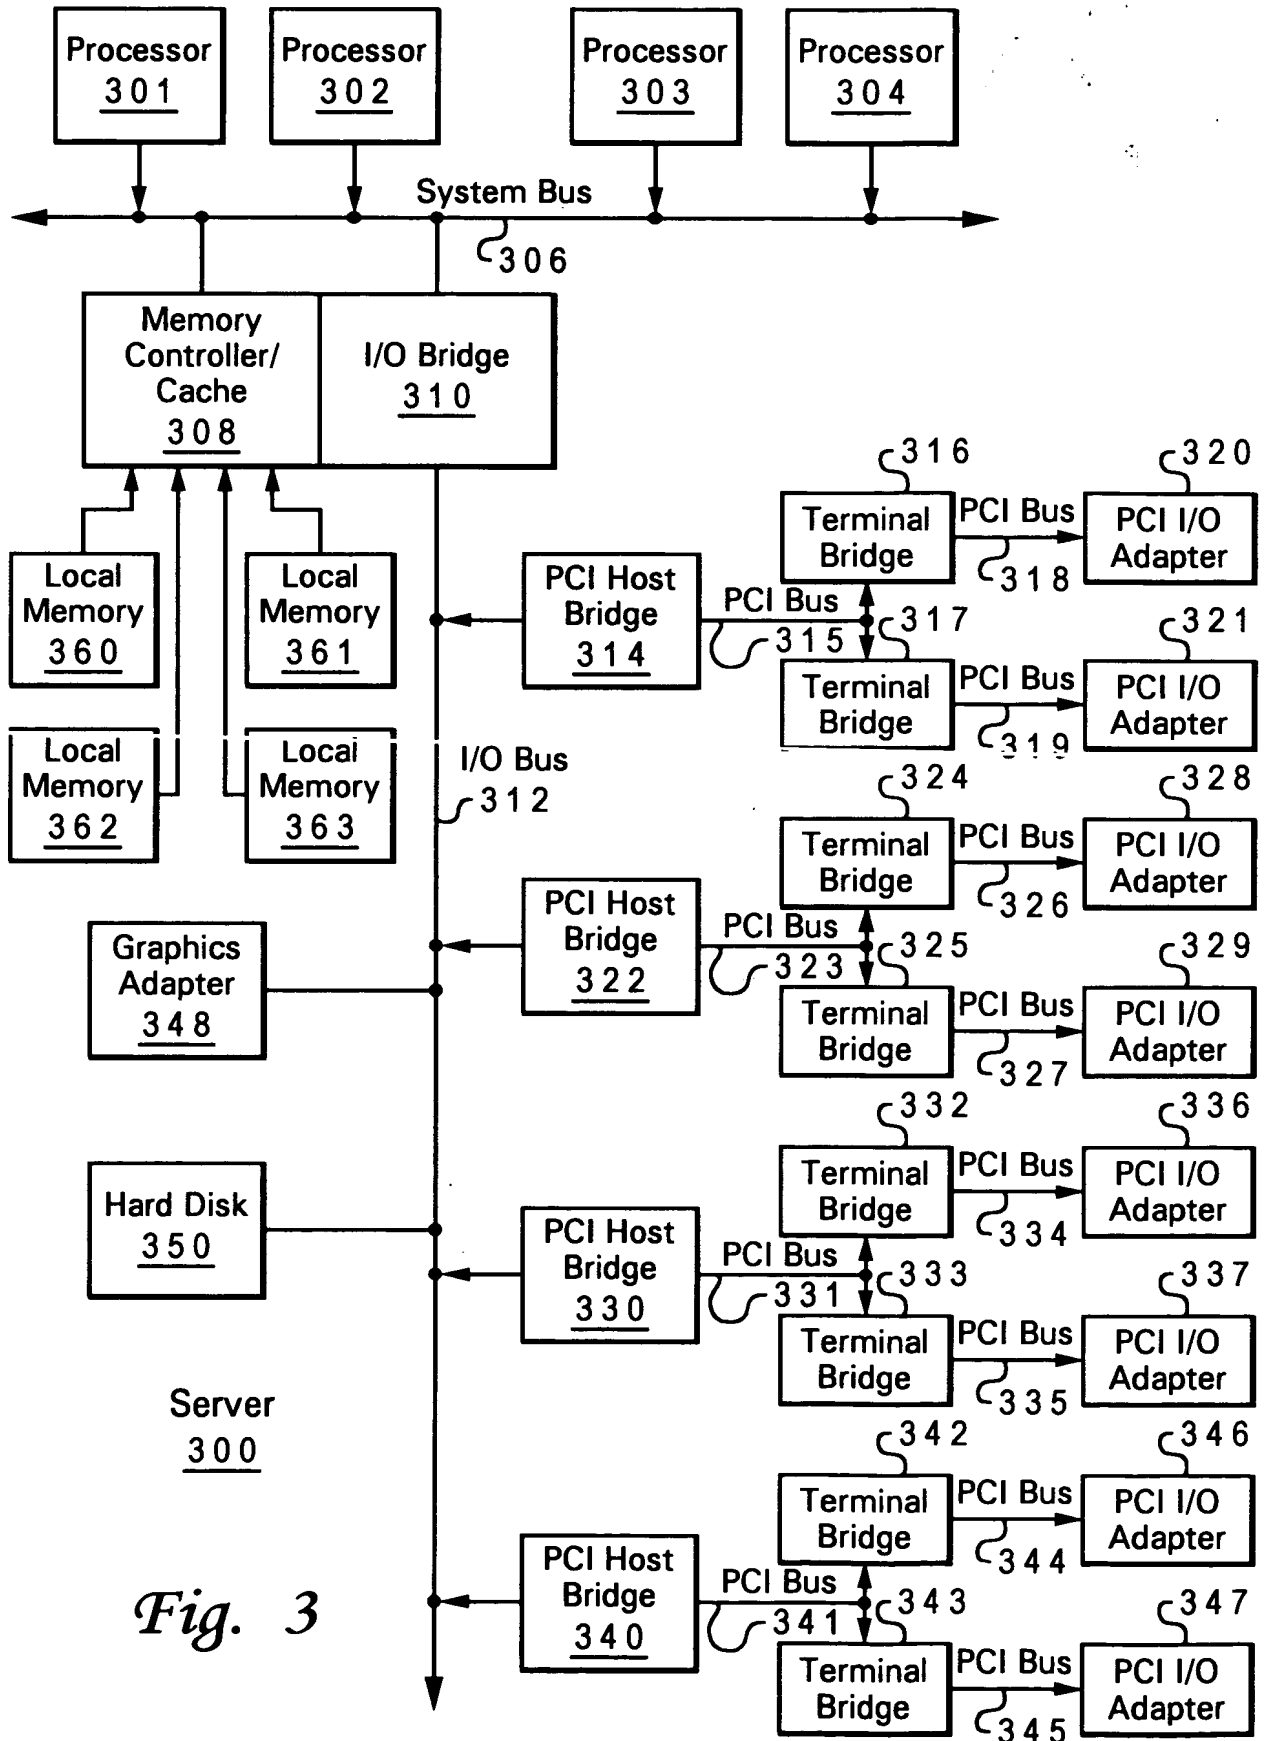 Processor
301
Processor
302
Processor
303
Processor
304
System Bus
306
Memory
Controller/
Cache
308
I/O Bridge
310
Local
Memory
360
Local
Memory
361
Local
Memory
362
Local
Memory
363
I/O Bus
312
PCI Host
Bridge
314
PCI Bus
315
316
Terminal
Bridge
PCI Bus
318
320
PCI I/O
Adapter
317
Terminal
Bridge
PCI Bus
319
321
PCI I/O
Adapter
Graphics
Adapter
348
PCI Host
Bridge
322
PCI Bus
323
324
Terminal
Bridge
PCI Bus
326
328
PCI I/O
Adapter
325
Terminal
Bridge
PCI Bus
327
329
PCI I/O
Adapter
Hard Disk
350
PCI Host
Bridge
330
PCI Bus
331
332
Terminal
Bridge
PCI Bus
334
336
PCI I/O
Adapter
333
Terminal
Bridge
PCI Bus
335
337
PCI I/O
Adapter
Server
300
PCI Host
Bridge
340
PCI Bus
341
342
Terminal
Bridge
PCI Bus
344
346
PCI I/O
Adapter
343
Terminal
Bridge
PCI Bus
345
347
PCI I/O
Adapter
Fig. 3